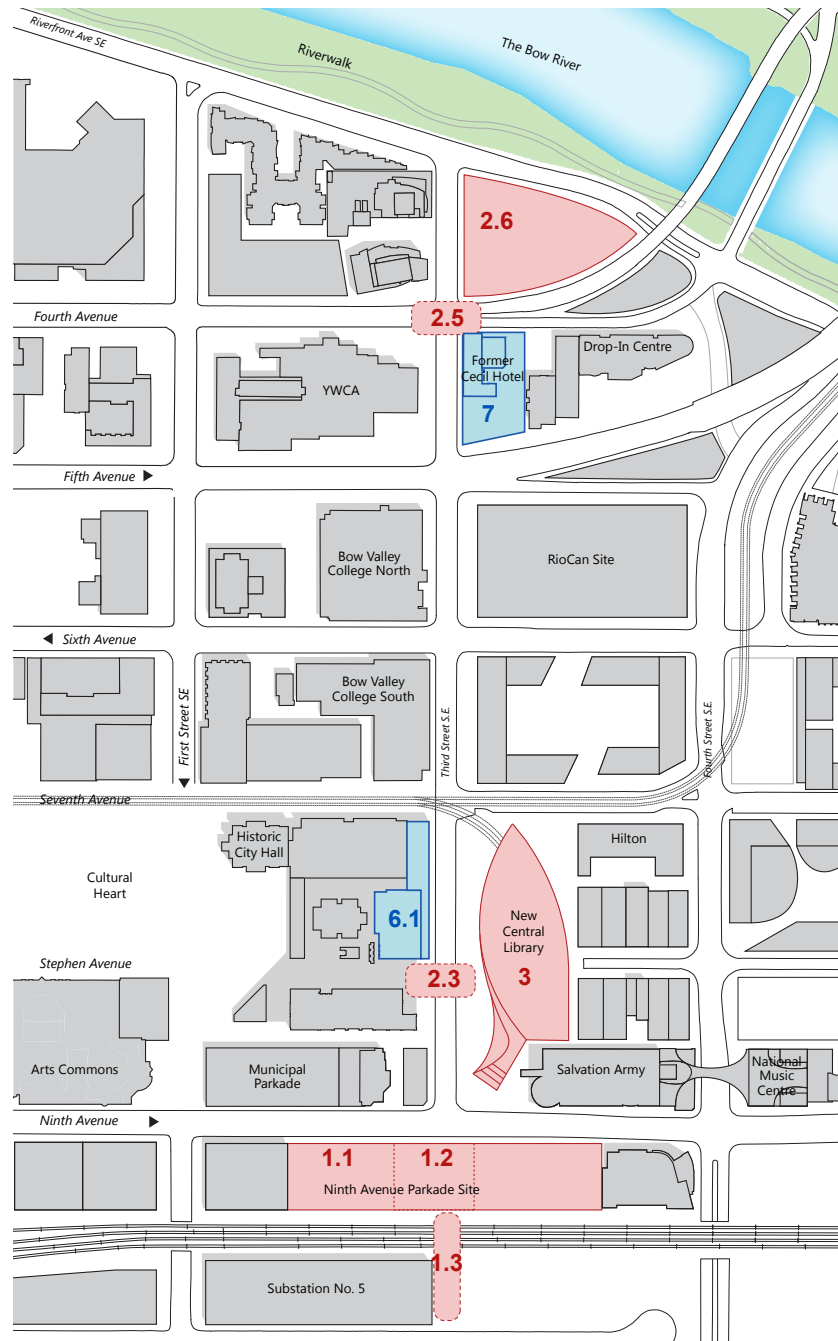 Riverfront Ave SE
Riverwalk
The Bow River
2.6
Fourth Avenue
2.5
Former
Cecil Hotel
7
Drop-In Centre
YWCA
Fifth Avenue
Bow Valley
College North
RioCan Site
Sixth Avenue
First Street SE
Bow Valley
College South
Third Street S.E.
Fourth Street S.E.
Seventh Avenue
Historic
City Hall
Hilton
Cultural
Heart
6.1
New
Central
Library
3
Stephen Avenue
2.3
Arts Commons
Municipal
Parkade
Salvation Army
National
Music
Centre
Ninth Avenue
1.1
1.2
Ninth Avenue Parkade Site
1.3
Substation No. 5